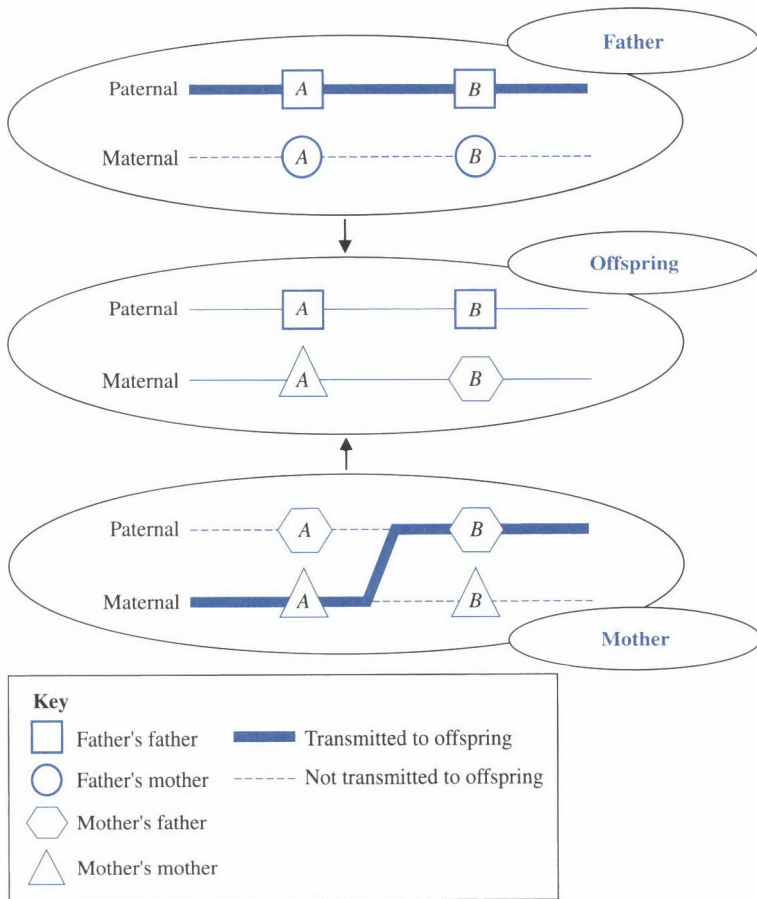 Father
Paternal A B
Maternal A B
Offspring
Paternal A B
Maternal A B
Paternal A B
Maternal A B
Mother
Key
Father's father
Transmitted to offspring
Father's mother
Not transmitted to offspring
Mother's father
Mother's mother